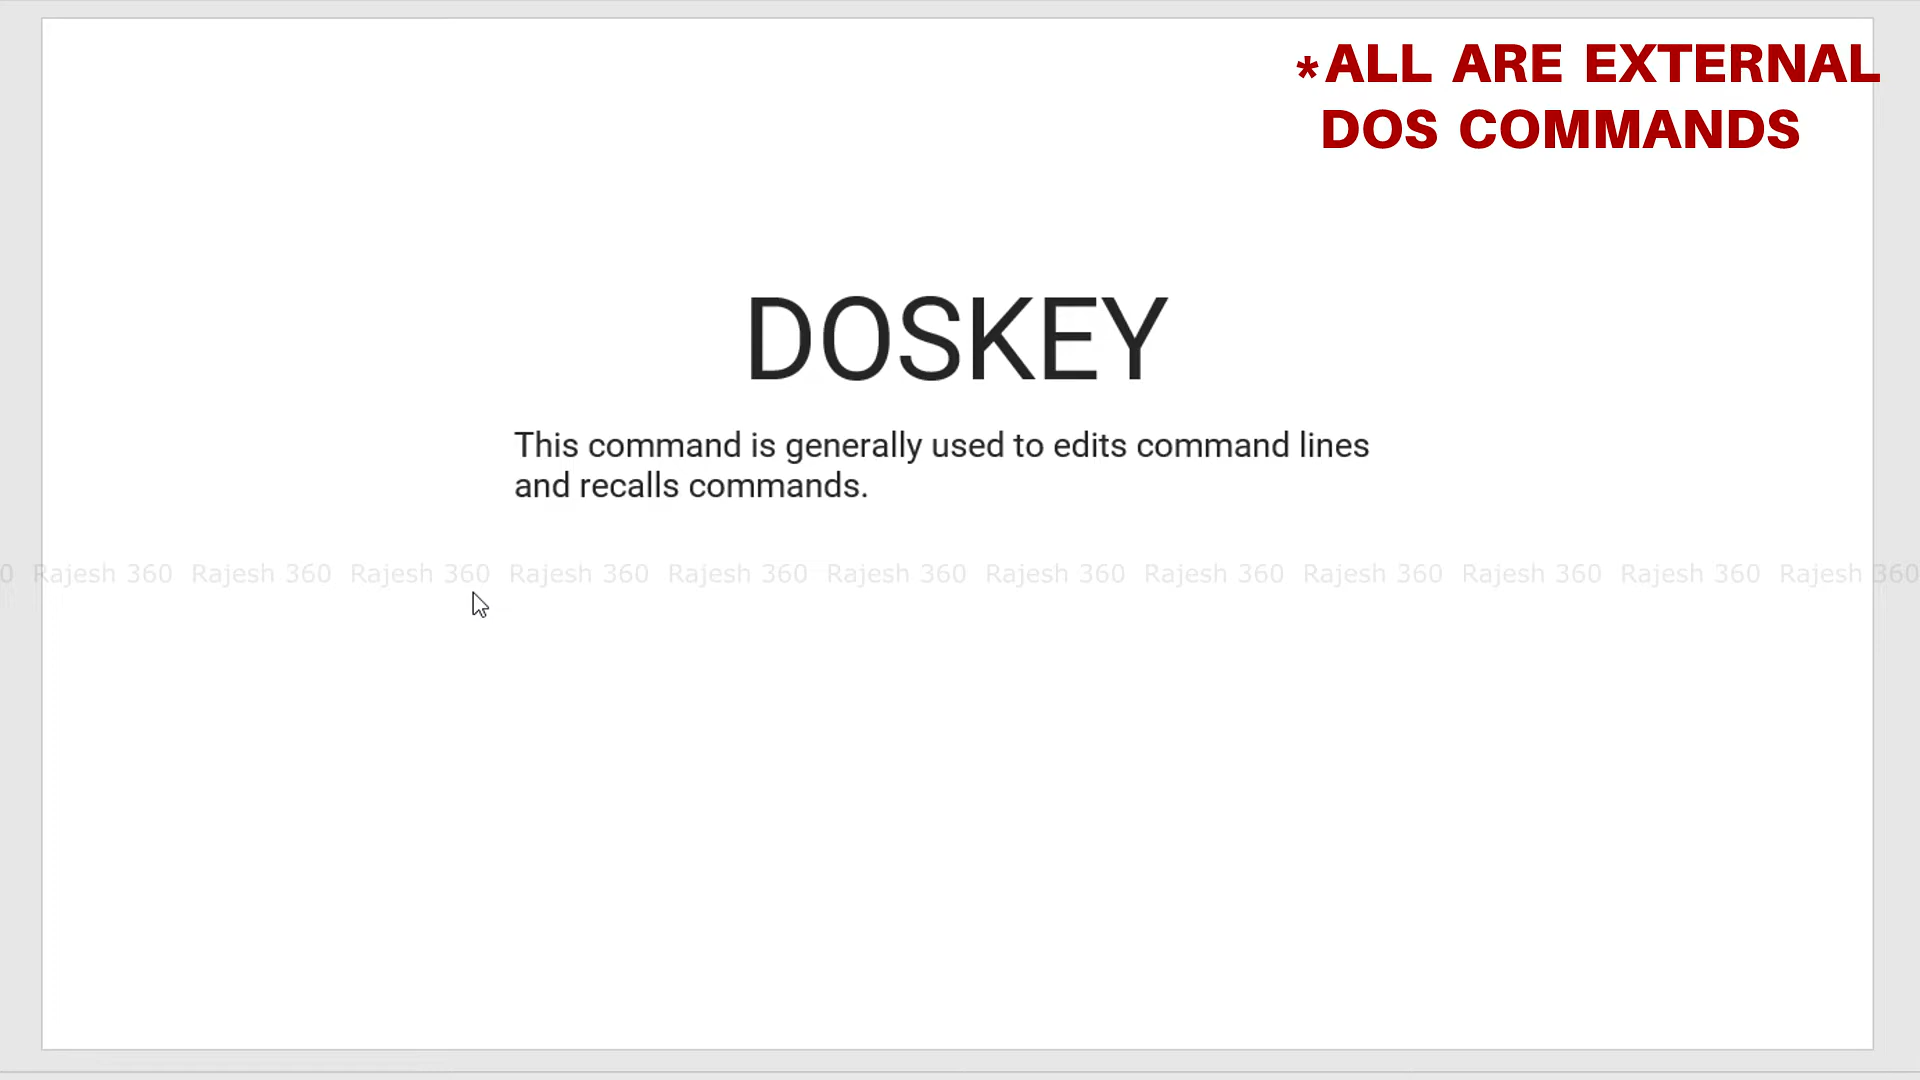 *ALL ARE EXTERNAL
DOS COMMANDS
DOSKEY
This command is generally used to edits command lines
and recalls commands.
0 Rajesh 360 Rajesh 360 Rajesh 360 Rajesh 360 Rajesh 360 Rajesh 360 Rajesh 360 Rajesh 360 Rajesh 360 Rajesh 360 Rajesh 360 Rajesh 360